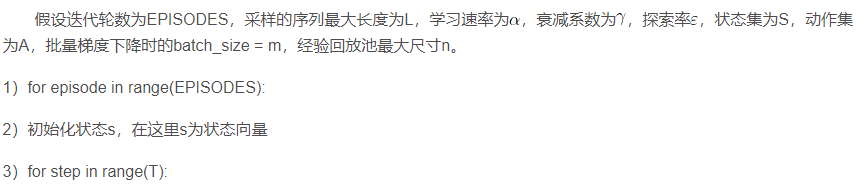 假设迭代轮数为EPISODES，采样的序列最大长度为L，学习速率为α，衰减系数为γ，探索率ε，状态集为S，动作集
为A，批量梯度下降时的batch_size = m，经验回放池最大尺寸n。
1）for episode in range(EPISODES):
2）初始化状态s，在这里s为状态向量
3）for step in range(T):